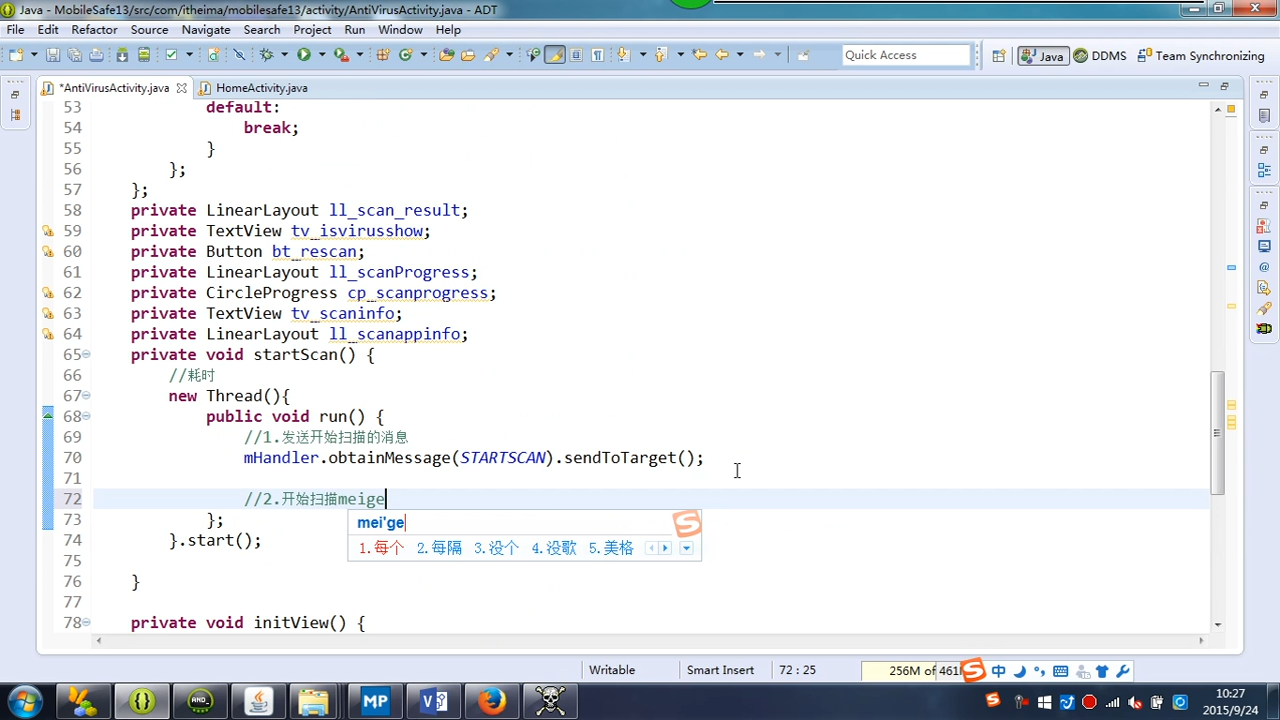 Java - MobileSafe13/src/com/itheima/mobilesafe13/activity/AntiVirusActivity.java - ADT
File Edit Refactor Source Navigate Search Project Run Window Help
Quick Access Java DDMS Team Synchronizing
*AntiVirusActivity.java HomeActivity.java
53 default:
54 break;
55 }
56 };
57 };
58 private LinearLayout ll_scan_result;
59 private TextView tv_isvirusshow;
60 private Button bt_rescan;
61 private LinearLayout ll_scanProgress;
62 private CircleProgress cp_scanprogress;
63 private TextView tv_scaninfo;
64 private LinearLayout ll_scanappinfo;
65 private void startScan() {
66 //耗时
67 new Thread(){
68 public void run() {
69 //1.发送开始扫描的消息
70 mHandler.obtainMessage(STARTSCAN).sendToTarget();
71
72 //2.开始扫描meige
73 };
mei'ge
74 }.start();
1.每个 2.每隔 3.没个 4.没歌 5.美格
75
76 }
77
78 private void initView() {
Writable Smart Insert 72 : 25 256M of 461M 中
10:27
2015/9/24